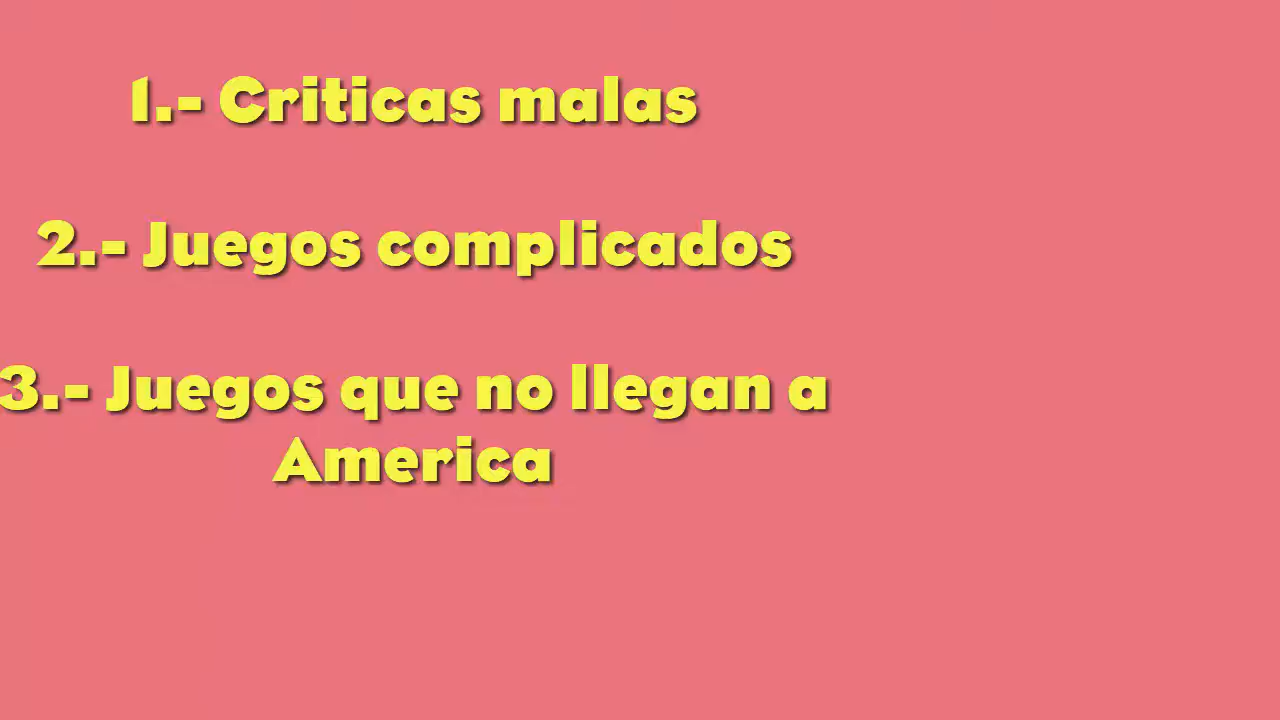 1.- Criticas malas
2.- Juegos complicados
3.- Juegos que no llegan a
America